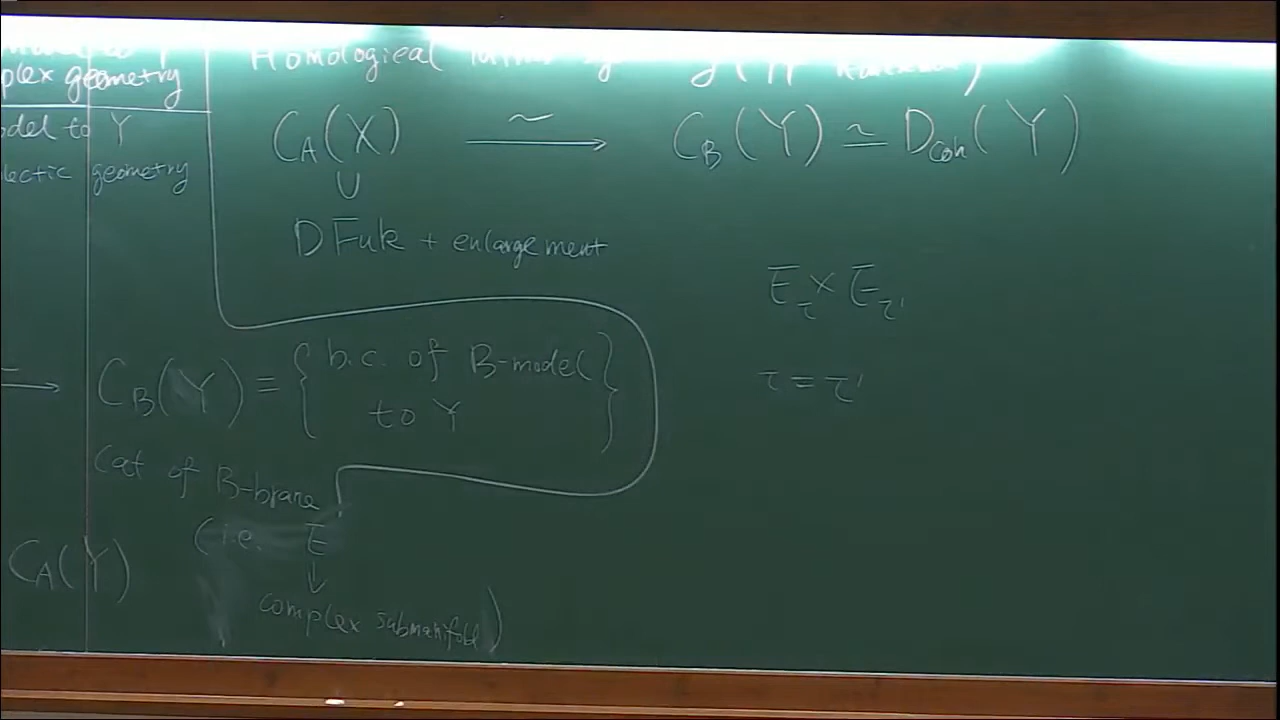 plex geometry
odel to Y
lectic geometry
Homological
C_A(X) ⥲ C_B(Y) ≃ D_Coh(Y)
∪
DFuk + enlargement
E_τ × E_τ'
τ = τ'
→ C_B(Y) = { b.c. of B-model
to Y }
Cat of B-brane
(i.e. E
↓
complex submanifold)
C_A(Y)